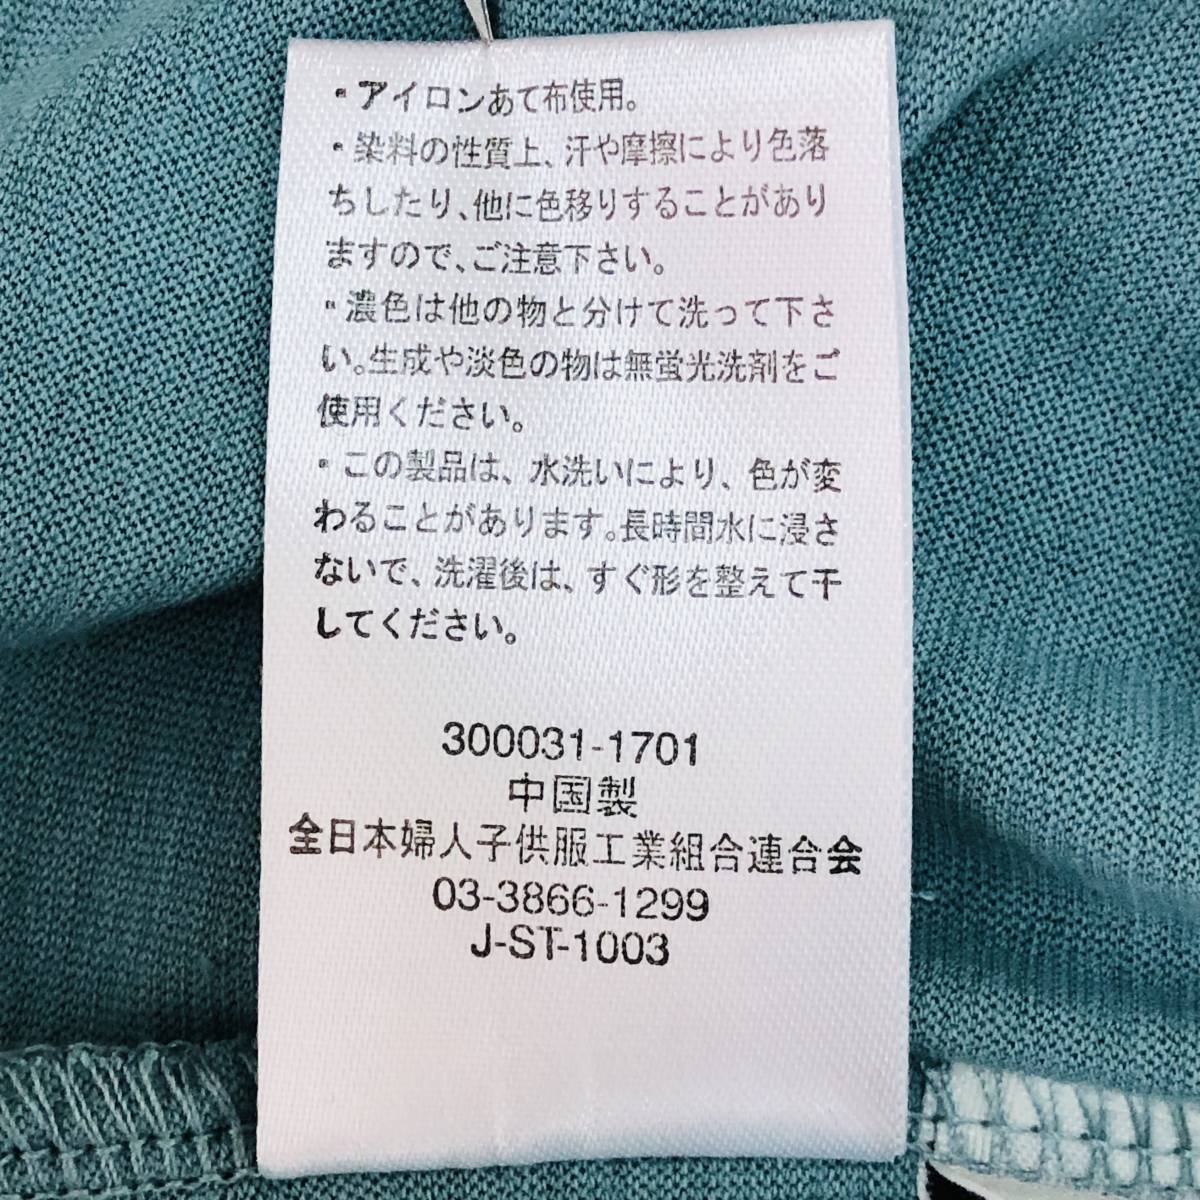 ・アイロンあて布使用。
・染料の性質上、汗や摩擦により色落
ちしたり、他に色移りすることがあり
ますので、ご注意下さい。
・濃色は他の物と分けて洗って下さ
い。生成や淡色の物は無蛍光洗剤をご
使用ください。
・この製品は、水洗いにより、色が変
わることがあります。長時間水に浸さ
ないで、洗濯後は、すぐ形を整えて干
してください。
300031-1701
中国製
全日本婦人子供服工業組合連合会
03-3866-1299
J-ST-1003